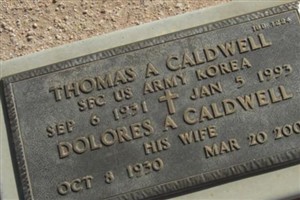 THOMAS A CALDWELL
SFC US ARMY KOREA
SEP 6 1931 JAN 5 1993
DOLORES A CALDWELL
HIS WIFE
OCT 8 1930 MAR 20